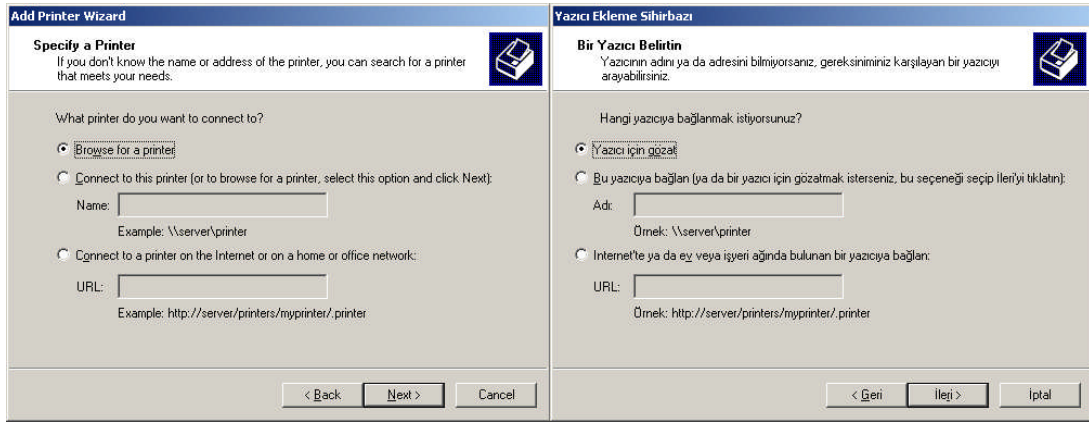 Add Printer Wizard
Specify a Printer
If you don't know the name or address of the printer, you can search for a printer
that meets your needs.
What printer do you want to connect to?
Browse for a printer
Connect to this printer (or to browse for a printer, select this option and click Next):
Name:
Example: \\server\printer
Connect to a printer on the Internet or on a home or office network:
URL:
Example: http://server/printers/myprinter/.printer
< Back
Next >
Cancel
Yazıcı Ekleme Sihirbazı
Bir Yazıcı Belirtin
Yazıcının adını ya da adresini bilmiyorsanız, gereksiniminiz karşılayan bir yazıcıyı
arayabilirsiniz.
Hangi yazıcıya bağlanmak istiyorsunuz?
Yazıcı için gözat
Bu yazıcıya bağlan (ya da bir yazıcı için gözatmak isterseniz, bu seçeneği seçip İleri'yi tıklatın):
Adı:
Örnek: \\server\printer
Internet'te ya da ev veya işyeri ağında bulunan bir yazıcıya bağlan:
URL:
Örnek: http://server/printers/myprinter/.printer
< Geri
İleri >
İptal